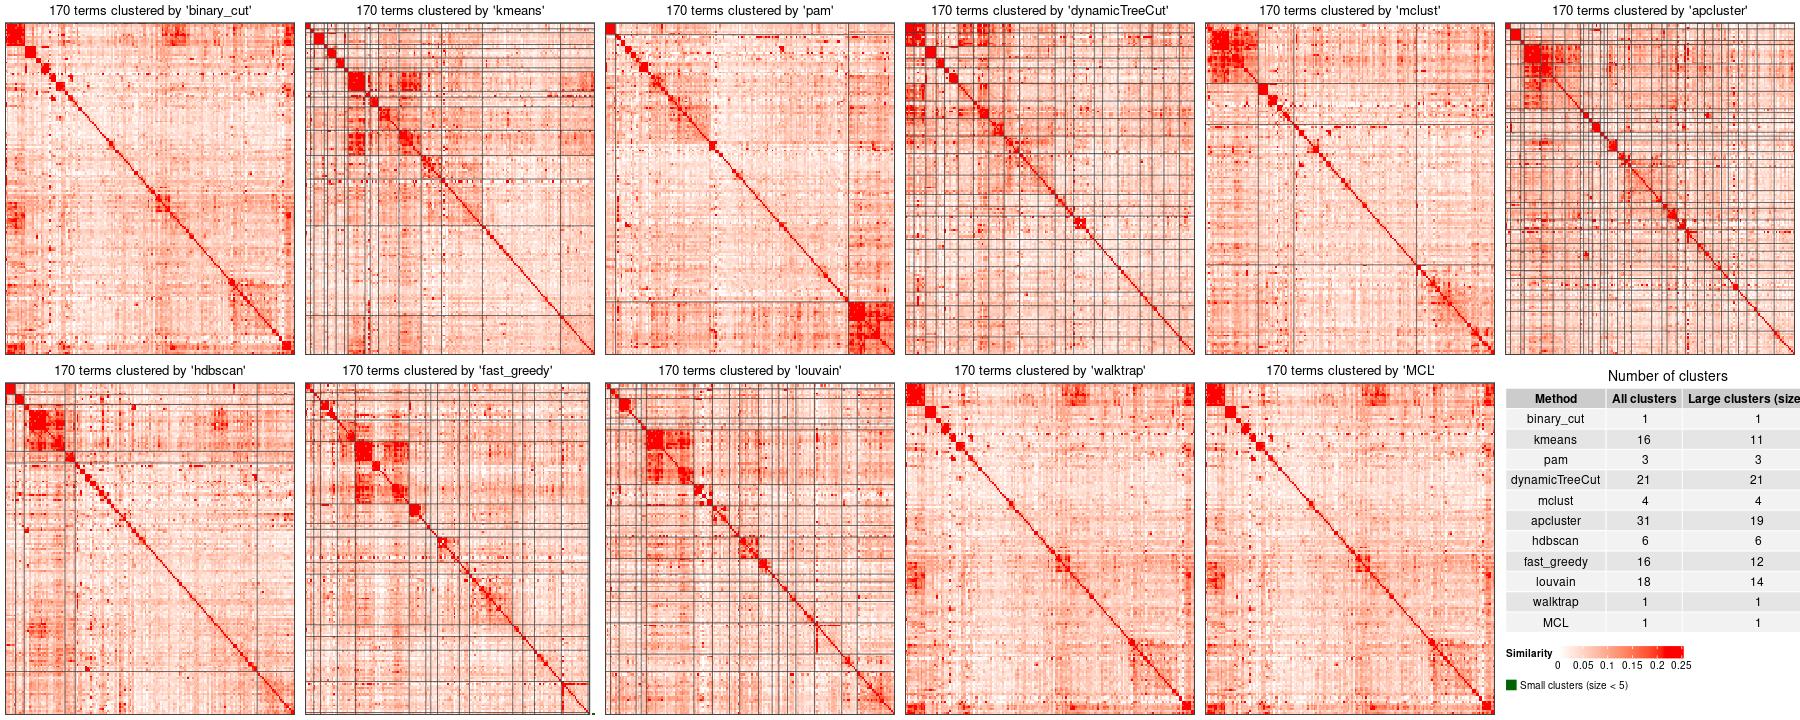 170 terms clustered by 'binary_cut'
170 terms clustered by 'kmeans'
170 terms clustered by 'pam'
170 terms clustered by 'dynamicTreeCut'
170 terms clustered by 'mclust'
170 terms clustered by 'apcluster'
170 terms clustered by 'hdbscan'
170 terms clustered by 'fast_greedy'
170 terms clustered by 'louvain'
170 terms clustered by 'walktrap'
170 terms clustered by 'MCL'
Number of clusters
Method All clusters Large clusters (size
binary_cut 1 1
kmeans 16 11
pam 3 3
dynamicTreeCut 21 21
mclust 4 4
apcluster 31 19
hdbscan 6 6
fast_greedy 16 12
louvain 18 14
walktrap 1 1
MCL 1 1
Similarity
0 0.05 0.1 0.15 0.2 0.25
Small clusters (size < 5)